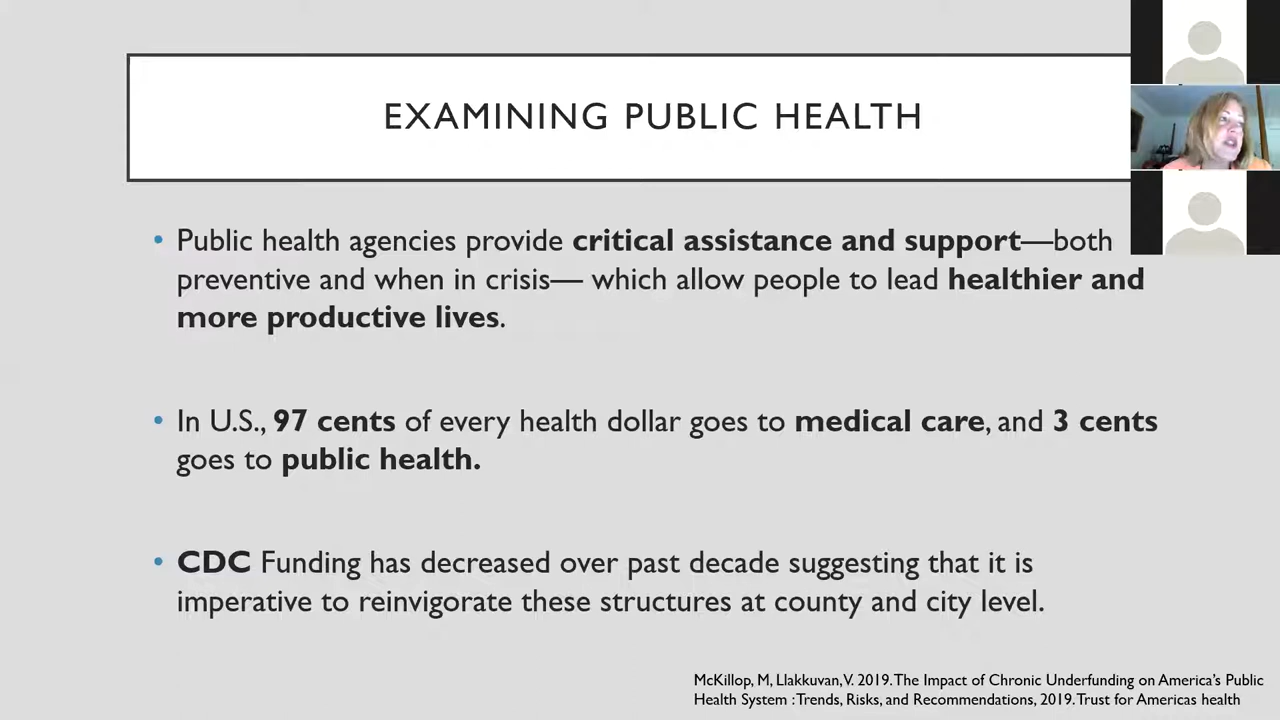 EXAMINING PUBLIC HEALTH
• Public health agencies provide critical assistance and support—both
preventive and when in crisis— which allow people to lead healthier and
more productive lives.
• In U.S., 97 cents of every health dollar goes to medical care, and 3 cents
goes to public health.
• CDC Funding has decreased over past decade suggesting that it is
imperative to reinvigorate these structures at county and city level.
McKillop, M, Llakkuvan, V. 2019. The Impact of Chronic Underfunding on America’s Public
Health System : Trends, Risks, and Recommendations, 2019. Trust for Americas health